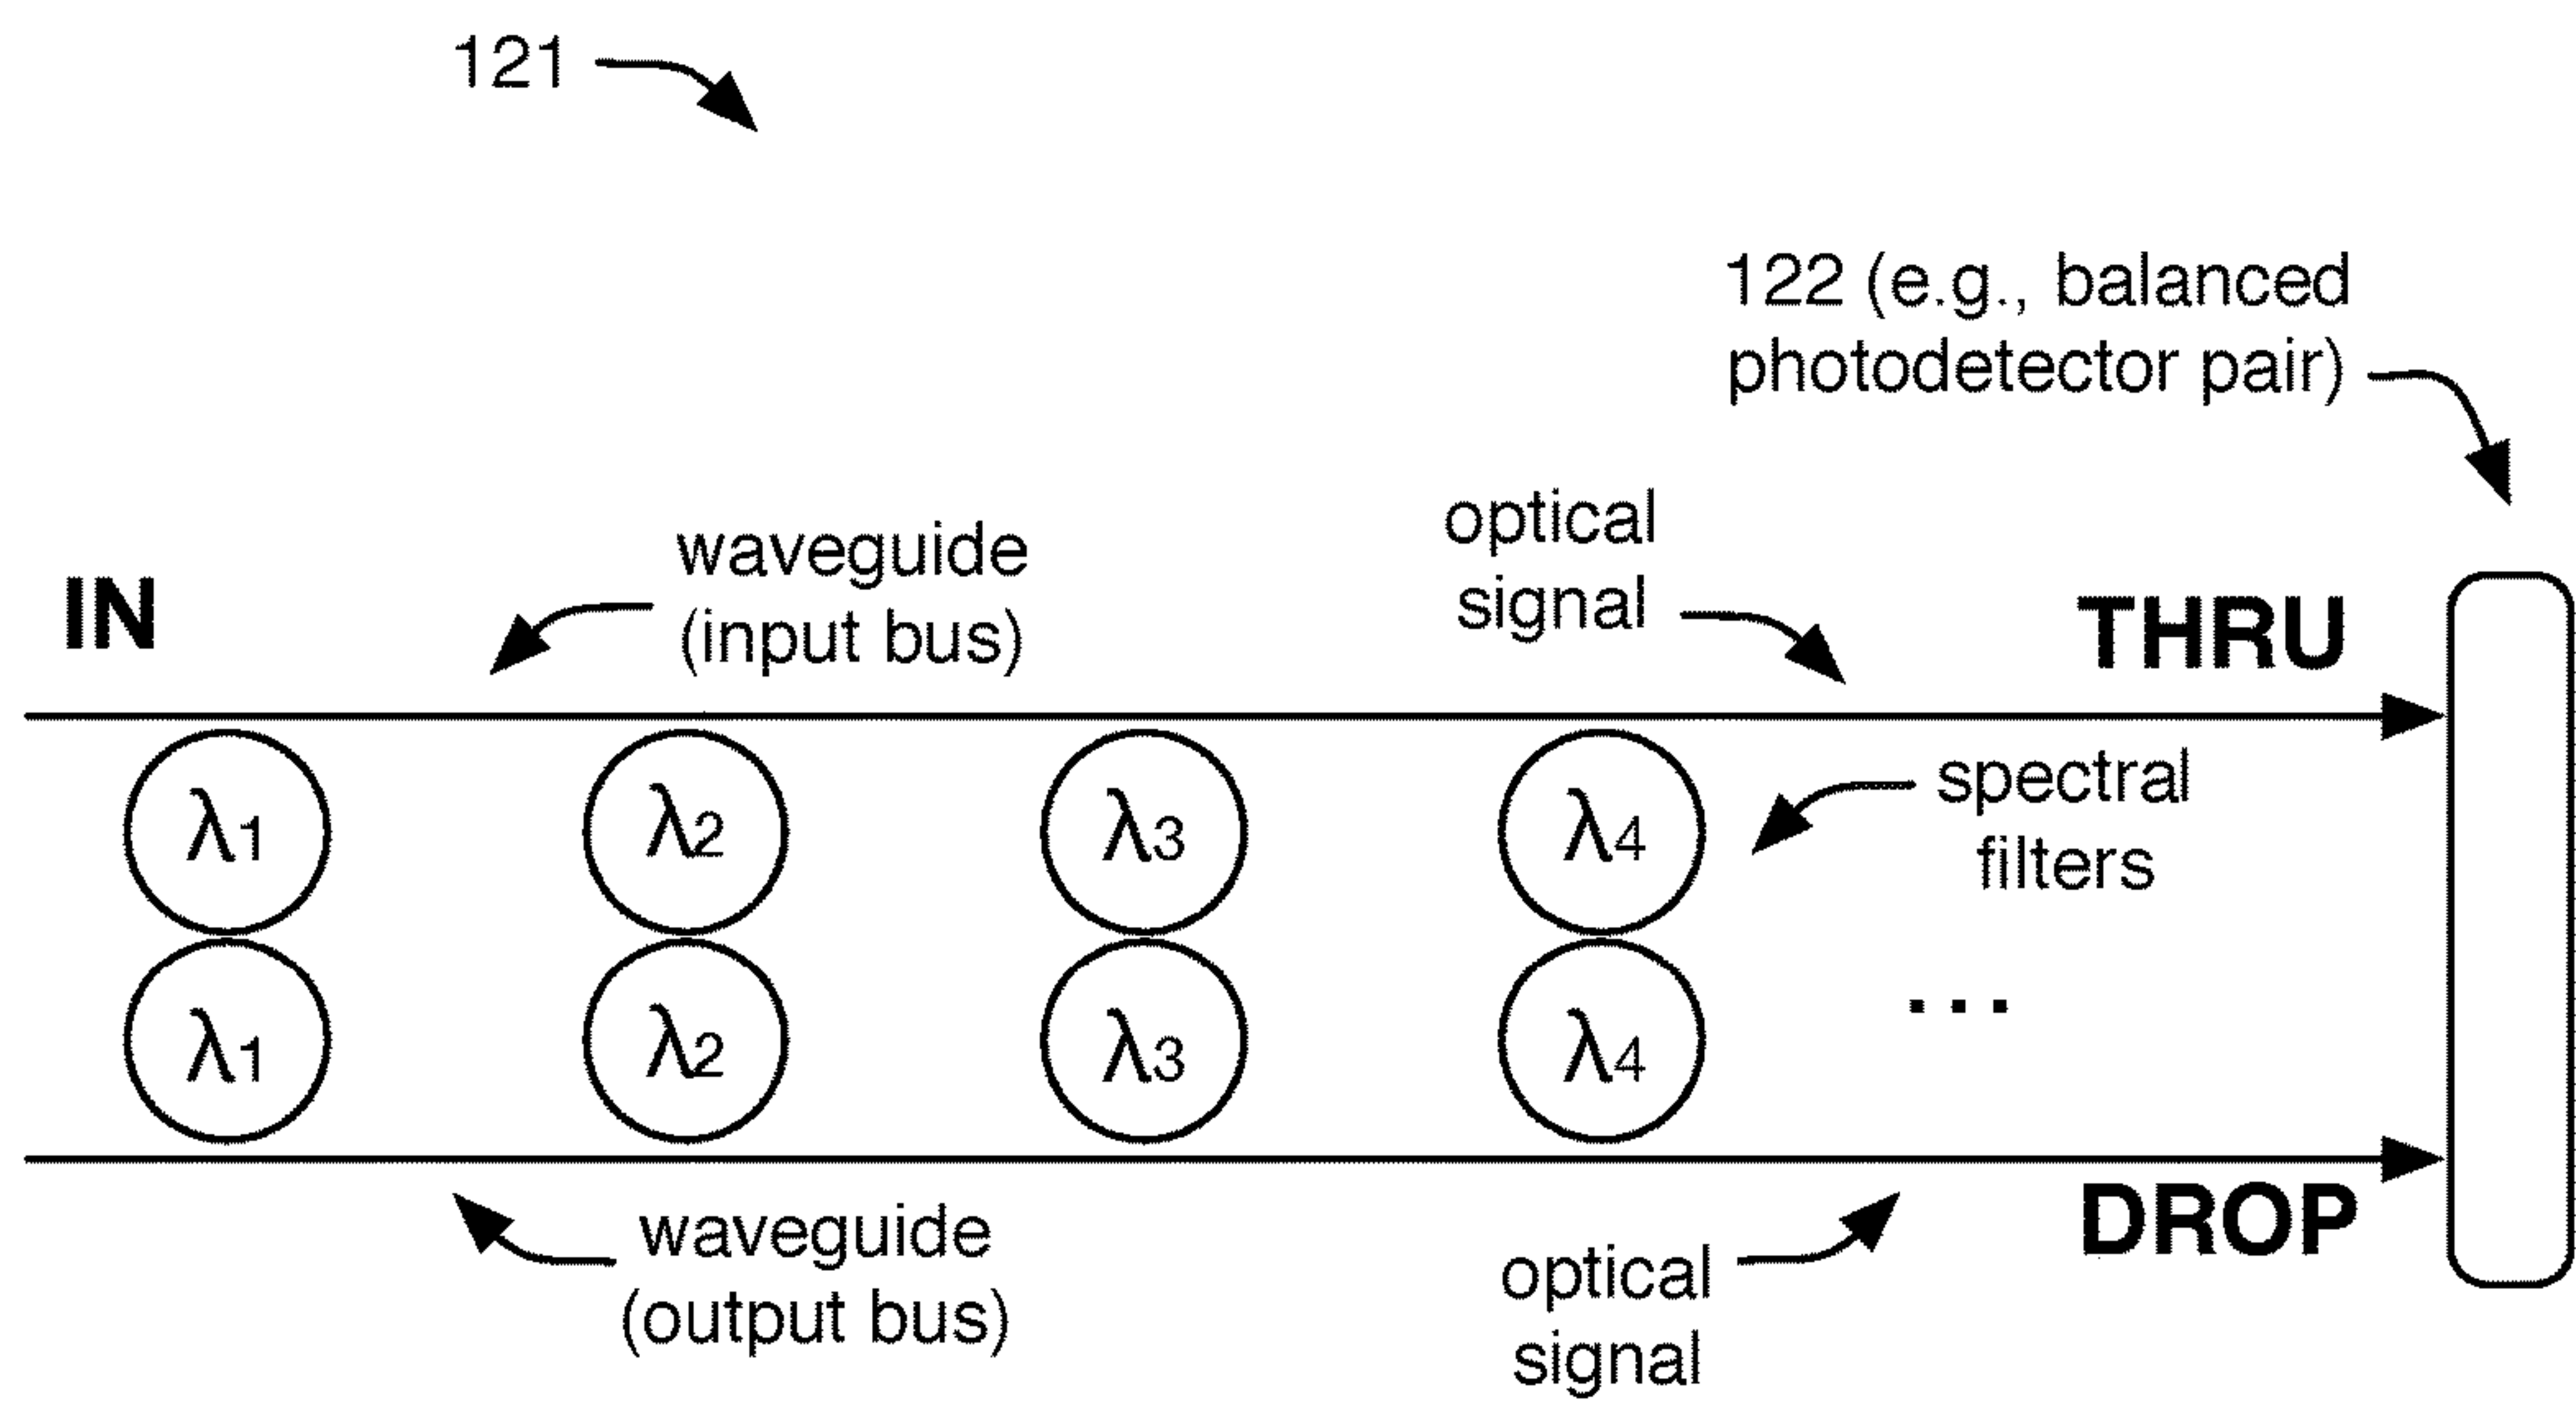 121
122 (e.g., balanced
photodetector pair)
optical
signal
waveguide
(input bus)
IN
THRU
λ1 λ2 λ3 λ4
spectral
filters
λ1 λ2 λ3 λ4
...
DROP
waveguide
(output bus)
optical
signal